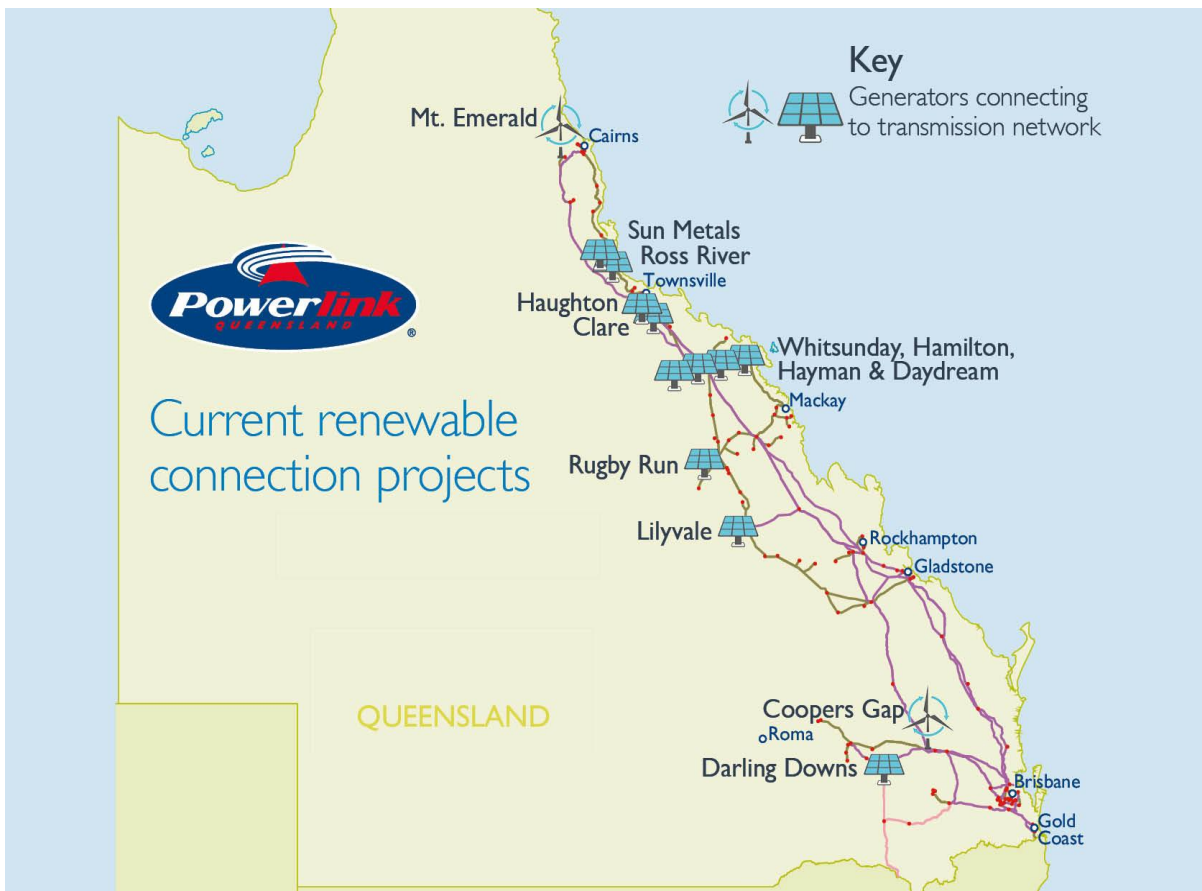 Key
Generators connecting
to transmission network
Mt. Emerald
Cairns
Sun Metals
Ross River
Townsville
Haughton
Clare
Whitsunday, Hamilton,
Hayman & Daydream
Mackay
Powerlink
QUEENSLAND
®
Current renewable
connection projects
Rugby Run
Lilyvale
Rockhampton
Gladstone
QUEENSLAND
Coopers Gap
Roma
Darling Downs
Brisbane
Gold
Coast